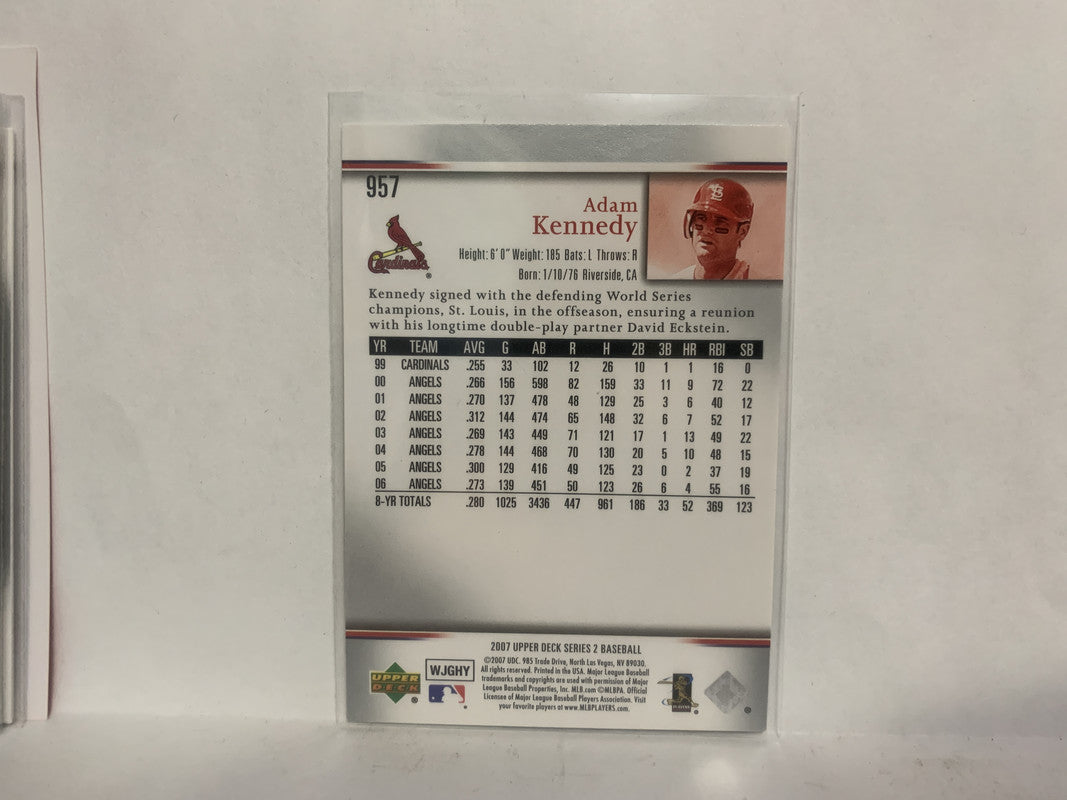 957
Adam
Kennedy
Cardinals
Height: 6' 0" Weight: 185 Bats: L Throws: R
Born: 1/10/76 Riverside, CA
Kennedy signed with the defending World Series
champions, St. Louis, in the offseason, ensuring a reunion
with his longtime double-play partner David Eckstein.
YR TEAM AVG G AB R H 2B 3B HR RBI SB
99 CARDINALS .255 33 102 12 26 10 1 1 16 0
00 ANGELS .266 156 598 82 159 33 11 9 72 22
01 ANGELS .270 137 478 48 129 25 3 6 40 12
02 ANGELS .312 144 474 65 148 32 6 7 52 17
03 ANGELS .269 143 449 71 121 17 1 13 49 22
04 ANGELS .278 144 468 70 130 20 5 10 48 15
05 ANGELS .300 129 416 49 125 23 0 2 37 19
06 ANGELS .273 139 451 50 123 26 6 4 55 16
8-YR TOTALS .280 1025 3436 447 961 186 33 52 369 123
2007 UPPER DECK SERIES 2 BASEBALL
©2007 UDC. 985 Trade Drive, North Las Vegas, NV 89030.
All rights reserved. Printed in the USA. Major League Baseball
trademarks and copyrights are used with permission of Major
League Baseball Properties, Inc. MLB.com ©MLBPA. Official
Licensee of Major League Baseball Players Association. Visit
your favorite players at www.MLBPLAYERS.com.
UPPER
DECK
WJGHY
PLAYERS